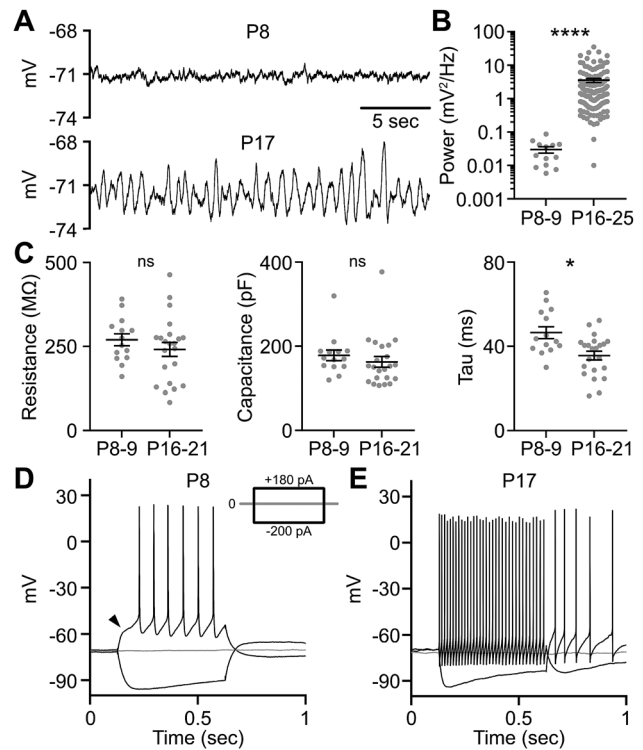 A
P8
-68
-71
-74
mV
5 sec
P17
-68
-71
-74
mV
B
****
Power (mV²/Hz)
100
10
1
0.1
0.01
0.001
P8-9 P16-25
C
ns
Resistance (MΩ)
500
250
0
P8-9 P16-21
ns
Capacitance (pF)
400
200
0
P8-9 P16-21
*
Tau (ms)
80
40
0
P8-9 P16-21
D
P8
mV
30
0
-30
-60
-90
0 0.5 1
Time (sec)
+180 pA
0
-200 pA
E
P17
mV
30
0
-30
-60
-90
0 0.5 1
Time (sec)